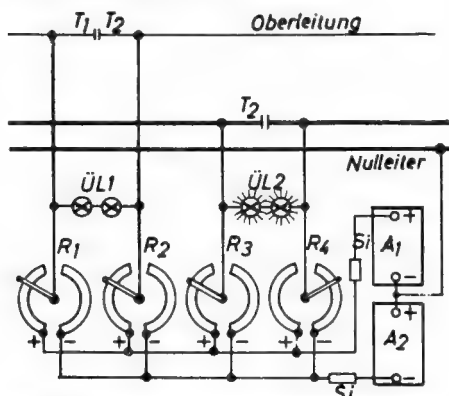 T1 T2 Oberleitung
T2
Nulleiter
ÜL1 ÜL2
R1 R2 R3 R4 Si + A1 -
+ - + - + - + -
+ A2 -
Si